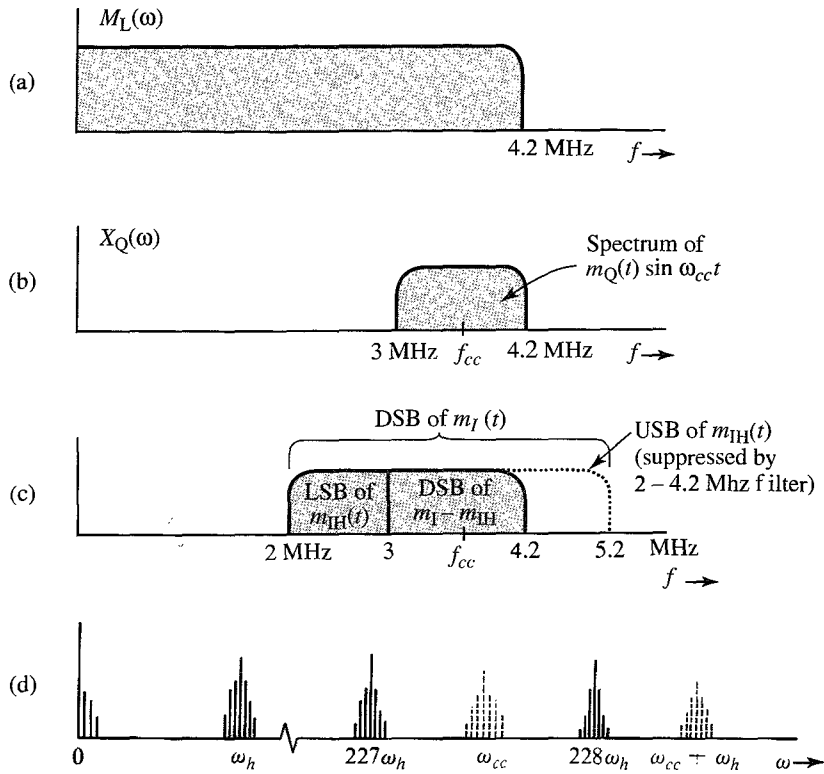 (a)
M_L(ω)
4.2 MHz f→
(b)
X_Q(ω)
Spectrum of
m_Q(t) sin ω_cc t
3 MHz f_cc 4.2 MHz f→
(c)
DSB of m_I (t)
USB of m_IH(t)
(suppressed by
2 – 4.2 Mhz filter)
LSB of
m_IH(t)
DSB of
m_I – m_IH
2 MHz 3 f_cc 4.2 5.2 MHz
f →
(d)
0 ω_h 227ω_h ω_cc 228ω_h ω_cc + ω_h ω→